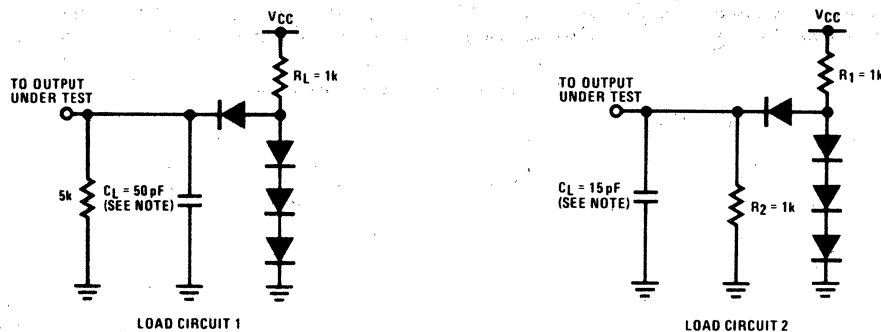 VCC
RL = 1k
TO OUTPUT
UNDER TEST
5k
CL = 50 pF
(SEE NOTE)
LOAD CIRCUIT 1
VCC
R1 = 1k
TO OUTPUT
UNDER TEST
CL = 15 pF
(SEE NOTE)
R2 = 1k
LOAD CIRCUIT 2